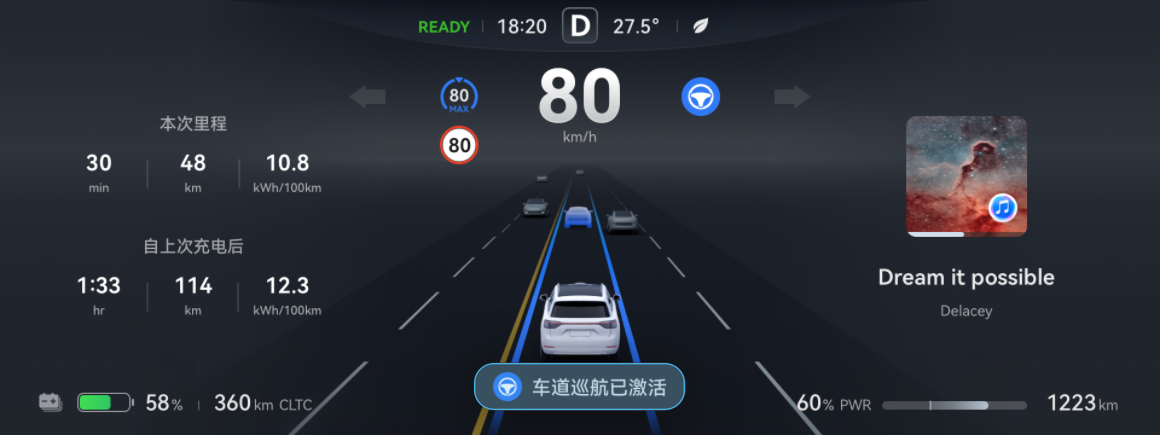 READY 18:20 D 27.5°
80 MAX
80
km/h
80
本次里程
30 min
48 km
10.8 kWh/100km
自上次充电后
1:33 hr
114 km
12.3 kWh/100km
58% 360 km CLTC
车道巡航已激活
Dream it possible
Delacey
60% PWR 1223 km